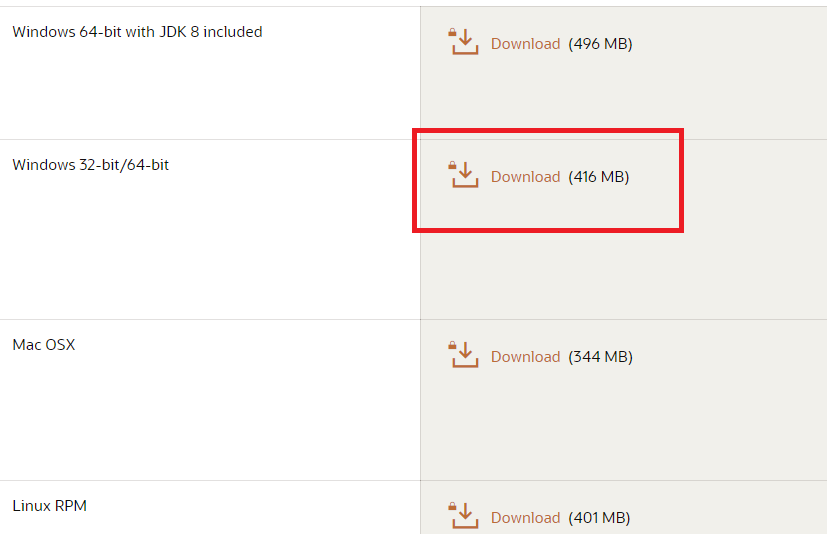 Windows 64-bit with JDK 8 included
Download (496 MB)
Windows 32-bit/64-bit
Download (416 MB)
Mac OSX
Download (344 MB)
Linux RPM
Download (401 MB)